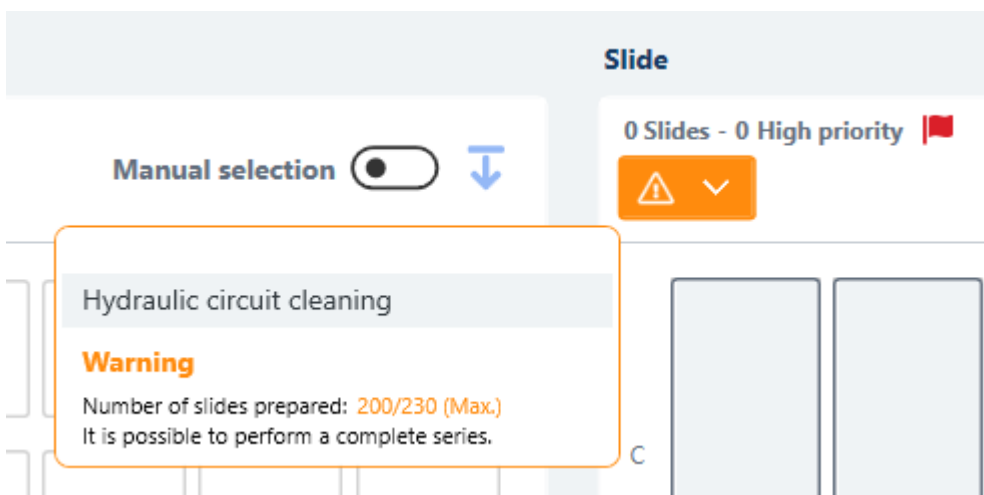 Slide
Manual selection
0 Slides - 0 High priority
Hydraulic circuit cleaning
Warning
Number of slides prepared: 200/230 (Max.)
It is possible to perform a complete series.
C